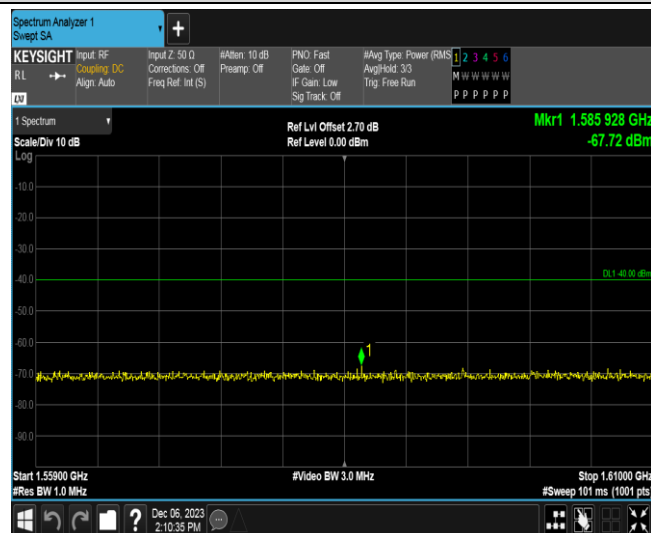 Spectrum Analyzer 1
Swept SA
KEYSIGHT Input: RF
RL Coupling: DC
Align: Auto
Input Z: 50 Ω
Corrections: Off
Freq Ref: Int (S)
#Atten: 10 dB
Preamp: Off
PNO: Fast
Gate: Off
IF Gain: Low
Sig Track: Off
#Avg Type: Power (RMS
Avg|Hold: 3/3
Trig: Free Run
1 2 3 4 5 6
M W W W W W
P P P P P P
1 Spectrum
Scale/Div 10 dB
Ref Lvl Offset 2.70 dB
Ref Level 0.00 dBm
Mkr1 1.585 928 GHz
-67.72 dBm
Log
-10.0
-20.0
-30.0
-40.0
DL1 -40.00 dBm
-50.0
-60.0
1
-70.0
-80.0
-90.0
Start 1.55900 GHz
#Video BW 3.0 MHz
Stop 1.61000 GHz
#Res BW 1.0 MHz
#Sweep 101 ms (1001 pts)
?
Dec 06, 2023
2:10:35 PM